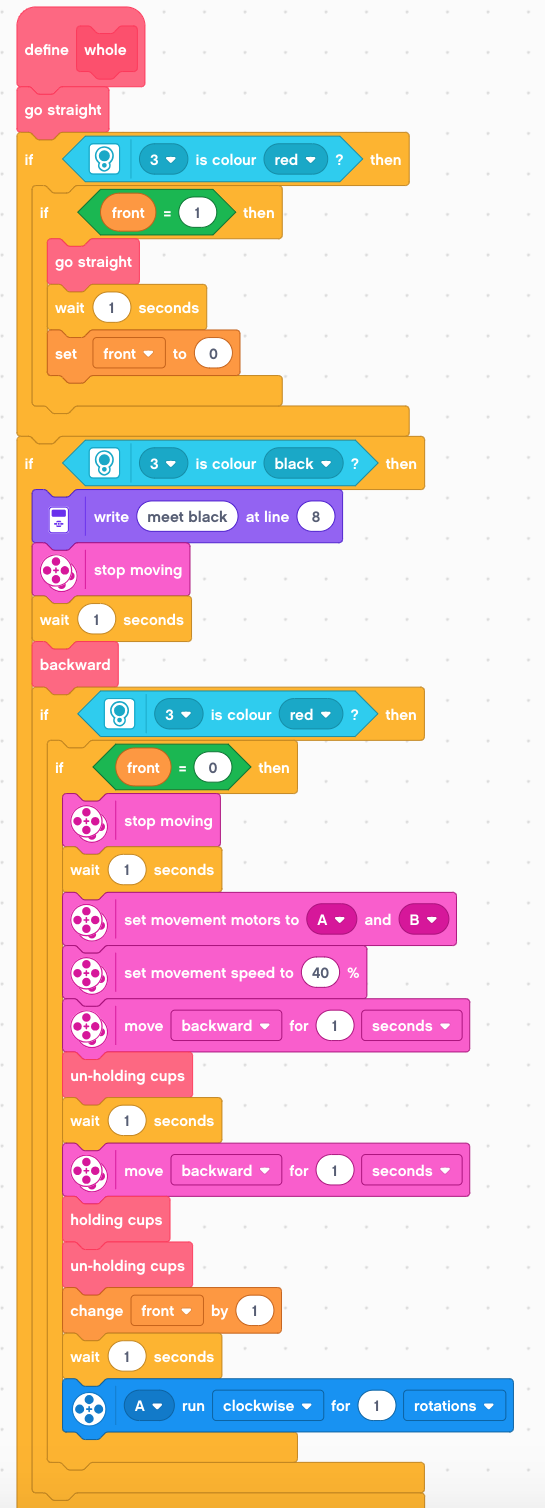 define whole
go straight
if 3 is colour red ? then
if front = 1 then
go straight
wait 1 seconds
set front to 0
if 3 is colour black ? then
write meet black at line 8
stop moving
wait 1 seconds
backward
if 3 is colour red ? then
if front = 0 then
stop moving
wait 1 seconds
set movement motors to A and B
set movement speed to 40 %
move backward for 1 seconds
un-holding cups
wait 1 seconds
move backward for 1 seconds
holding cups
un-holding cups
change front by 1
wait 1 seconds
A run clockwise for 1 rotations